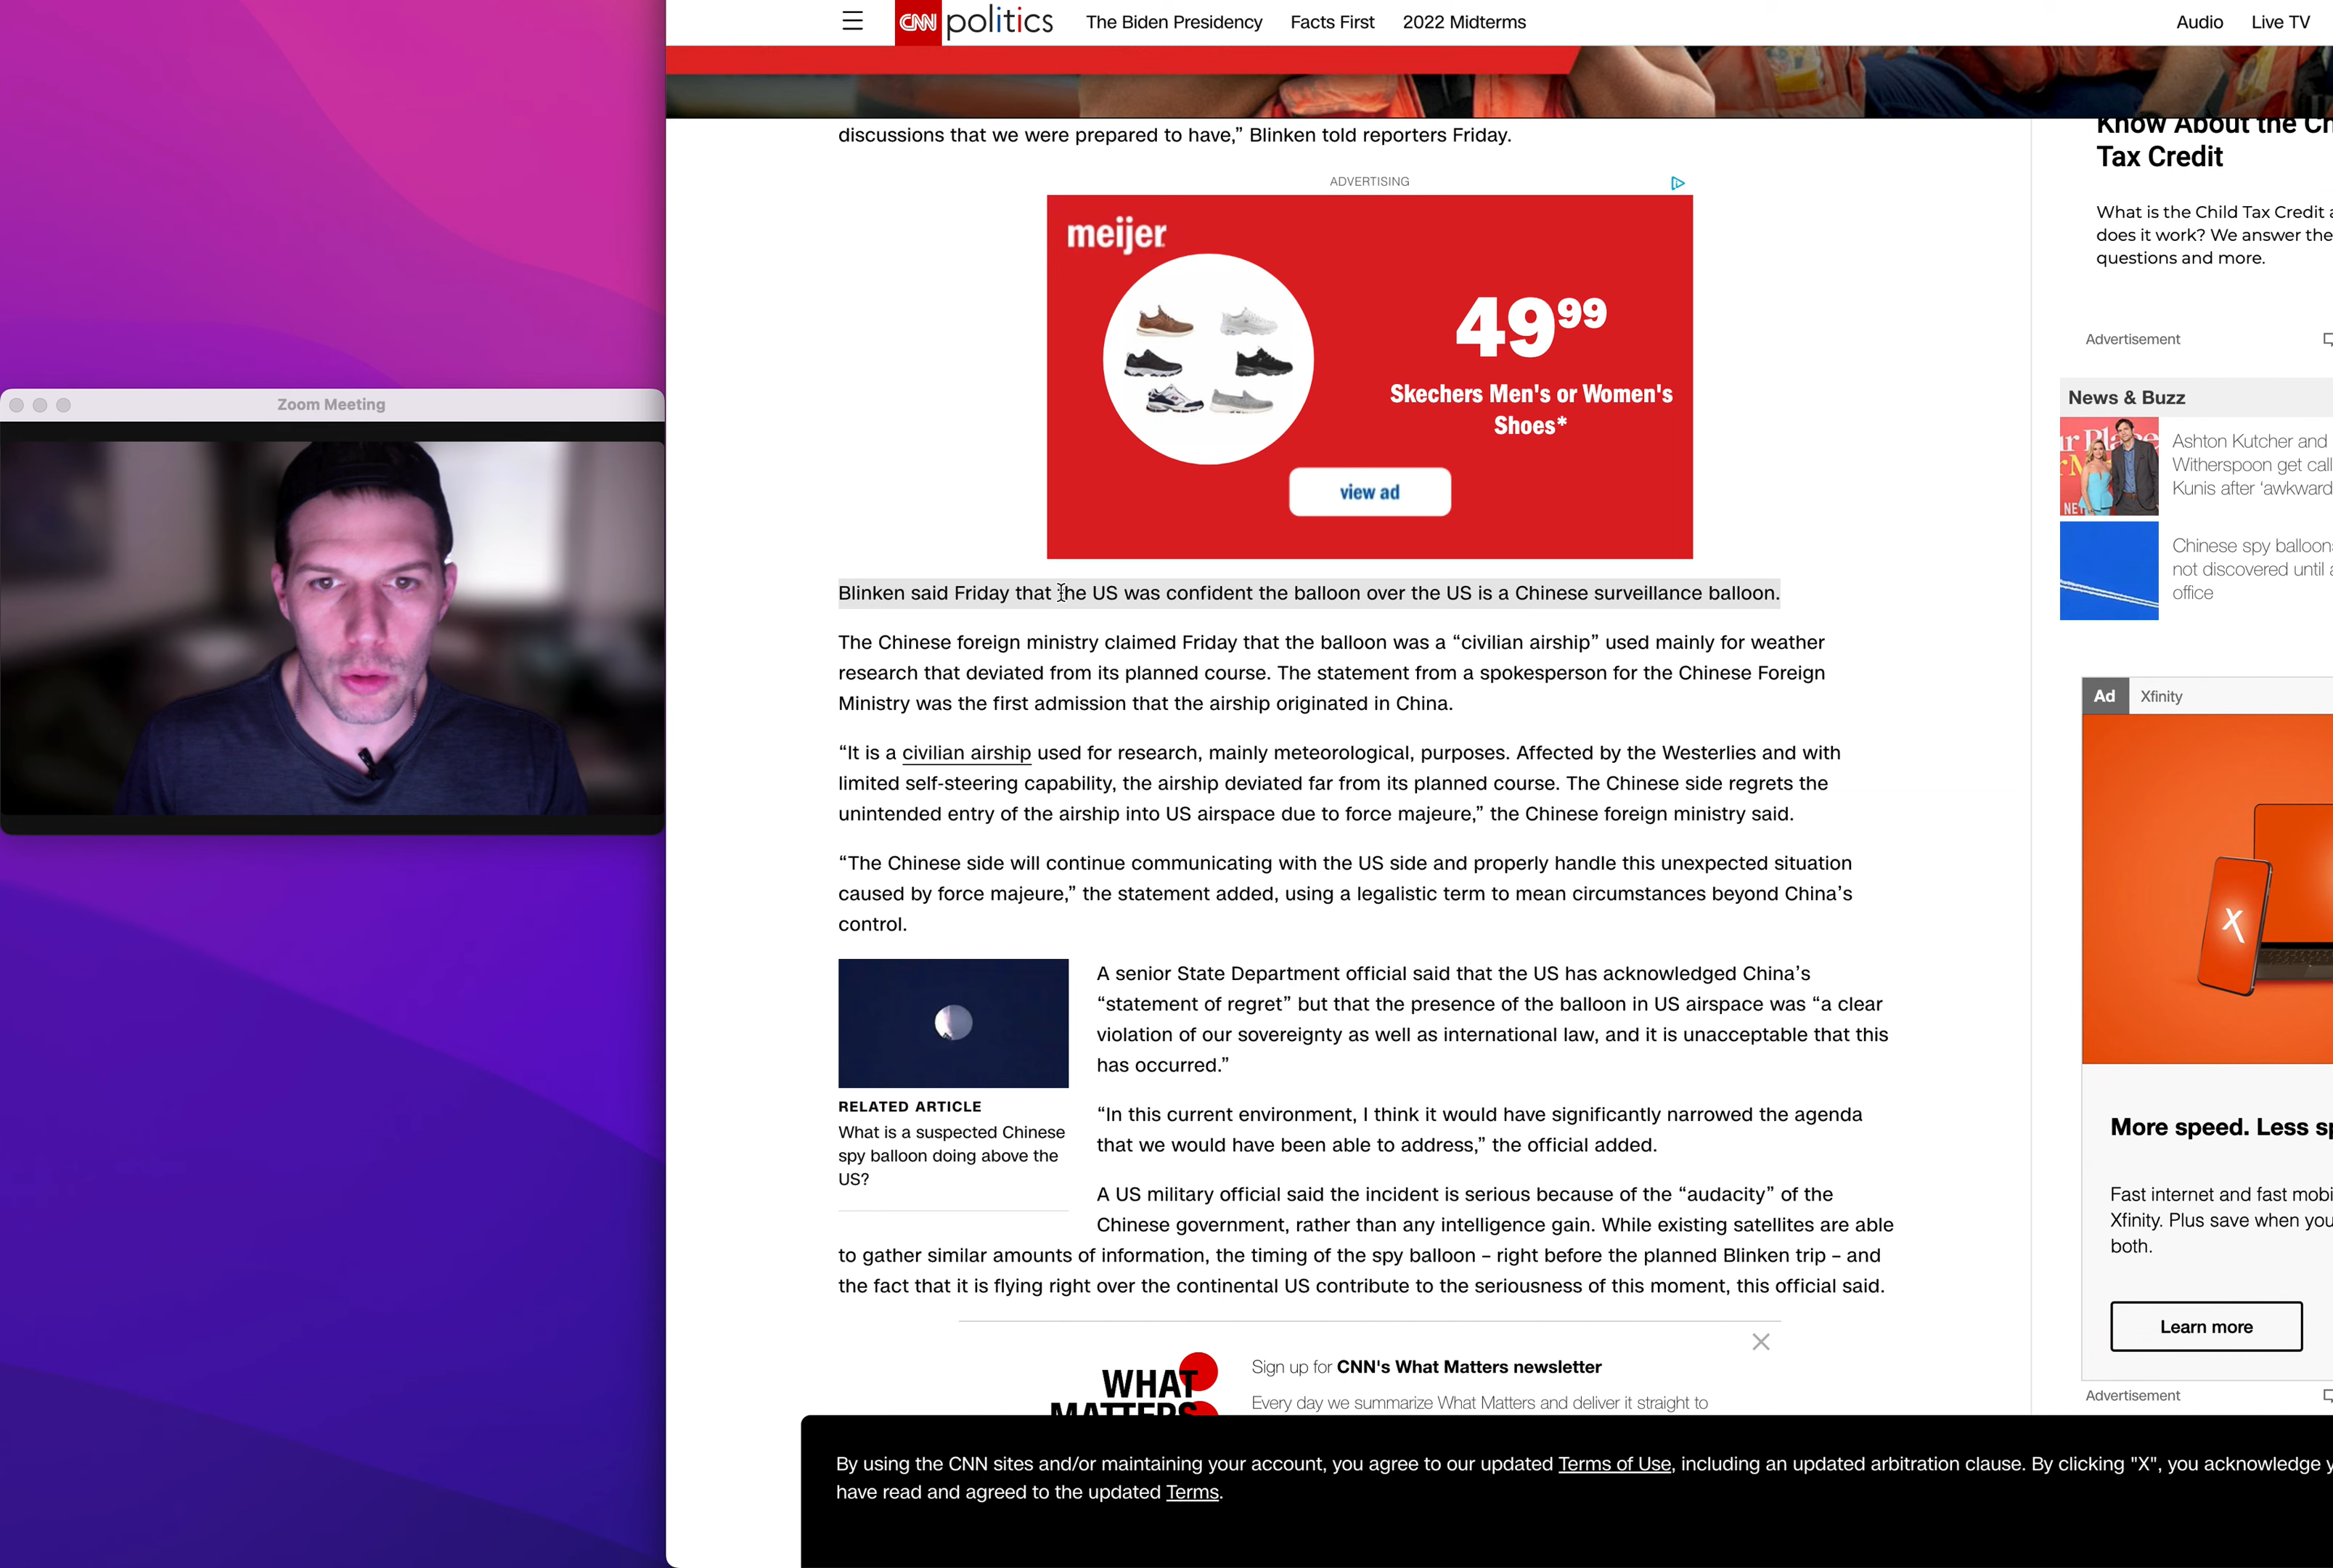 CNN politics The Biden Presidency Facts First 2022 Midterms Audio Live TV
discussions that we were prepared to have,” Blinken told reporters Friday.
ADVERTISING
meijer
49⁹⁹
Skechers Men's or Women's
Shoes*
view ad
Blinken said Friday that the US was confident the balloon over the US is a Chinese surveillance balloon.
The Chinese foreign ministry claimed Friday that the balloon was a “civilian airship” used mainly for weather
research that deviated from its planned course. The statement from a spokesperson for the Chinese Foreign
Ministry was the first admission that the airship originated in China.
“It is a civilian airship used for research, mainly meteorological, purposes. Affected by the Westerlies and with
limited self-steering capability, the airship deviated far from its planned course. The Chinese side regrets the
unintended entry of the airship into US airspace due to force majeure,” the Chinese foreign ministry said.
“The Chinese side will continue communicating with the US side and properly handle this unexpected situation
caused by force majeure,” the statement added, using a legalistic term to mean circumstances beyond China’s
control.
RELATED ARTICLE
What is a suspected Chinese
spy balloon doing above the
US?
A senior State Department official said that the US has acknowledged China’s
“statement of regret” but that the presence of the balloon in US airspace was “a clear
violation of our sovereignty as well as international law, and it is unacceptable that this
has occurred.”
“In this current environment, I think it would have significantly narrowed the agenda
that we would have been able to address,” the official added.
A US military official said the incident is serious because of the “audacity” of the
Chinese government, rather than any intelligence gain. While existing satellites are able
to gather similar amounts of information, the timing of the spy balloon – right before the planned Blinken trip – and
the fact that it is flying right over the continental US contribute to the seriousness of this moment, this official said.
WHAT
MATTERS
Sign up for CNN's What Matters newsletter
Every day we summarize What Matters and deliver it straight to
By using the CNN sites and/or maintaining your account, you agree to our updated Terms of Use, including an updated arbitration clause. By clicking "X", you acknowledge
have read and agreed to the updated Terms.
Know About the
Tax Credit
What is the Child Tax Credit
does it work? We answer the
questions and more.
Advertisement
News & Buzz
Ashton Kutcher and
Witherspoon get
Kunis after ‘awkward
Chinese spy
not discovered until
office
Ad Xfinity
X
More speed. Less
Fast internet and fast
Xfinity. Plus save when
both.
Learn more
Advertisement
Zoom Meeting